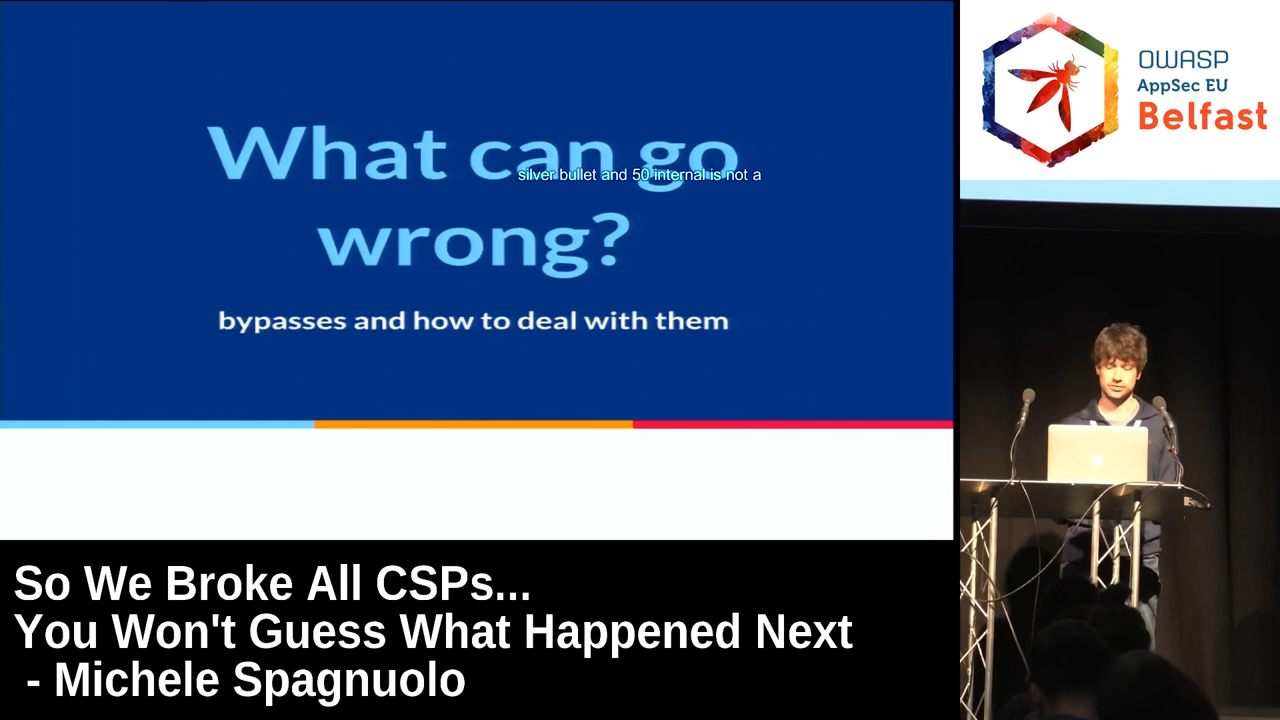 What can go
silver bullet and 50 internal is not a
wrong?
bypasses and how to deal with them
OWASP
AppSec EU
Belfast
So We Broke All CSPs...
You Won't Guess What Happened Next
- Michele Spagnuolo